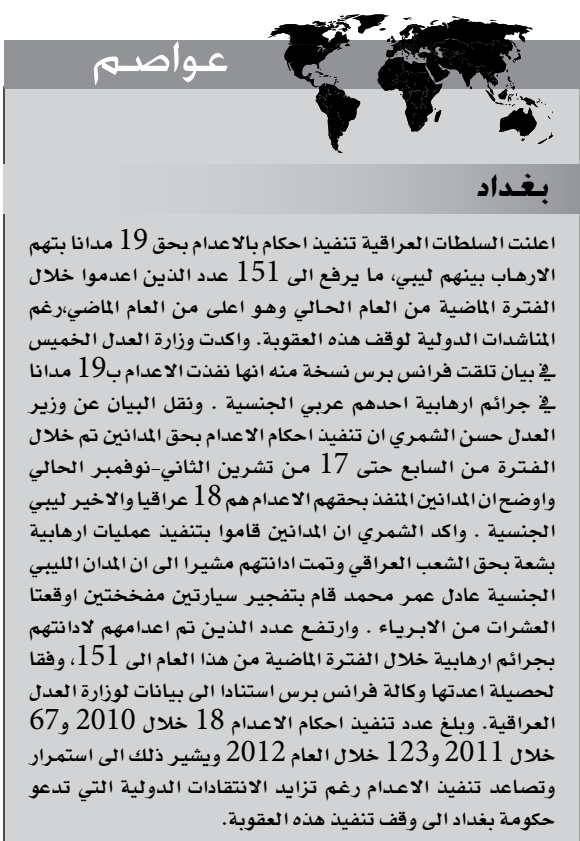 عواصم
بغداد
اعلنت السلطات العراقية تنفيذ احكام بالاعدام بحق 19 مدانا بتهم
الارهاب بينهم ليبي، ما يرفع الى 151 عدد الذين اعدموا خلال
الفترة الماضية من العام الحالي وهو اعلى من العام الماضي،رغم
المناشدات الدولية لوقف هذه العقوبة. واكدت وزارة العدل الخميس
في بيان تلقت فرانس برس نسخة منه انها نفذت الاعدام ب19 مدانا
في جرائم ارهابية احدهم عربي الجنسية . ونقل البيان عن وزير
العدل حسن الشمري ان تنفيذ احكام الاعدام بحق المدانين تم خلال
الفترة من السابع حتى 17 من تشرين الثاني-نوفمبر الحالي
واوضح ان المدانين المنفذ بحقهم الاعدام هم 18 عراقيا والاخير ليبي
الجنسية . واكد الشمري ان المدانين قاموا بتنفيذ عمليات ارهابية
بشعة بحق الشعب العراقي وتمت ادانتهم مشيرا الى ان المدان الليبي
الجنسية عادل عمر محمد قام بتفجير سيارتين مفخختين اوقعتا
العشرات من الابرياء . وارتفع عدد الذين تم اعدامهم لادانتهم
بجرائم ارهابية خلال الفترة الماضية من هذا العام الى 151، وفقا
لحصيلة اعدتها وكالة فرانس برس استنادا الى بيانات لوزارة العدل
العراقية. وبلغ عدد تنفيذ احكام الاعدام 18 خلال 2010 و67
خلال 2011 و123 خلال العام 2012 ويشير ذلك الى استمرار
وتصاعد تنفيذ الاعدام رغم تزايد الانتقادات الدولية التي تدعو
حكومة بغداد الى وقف تنفيذ هذه العقوبة.